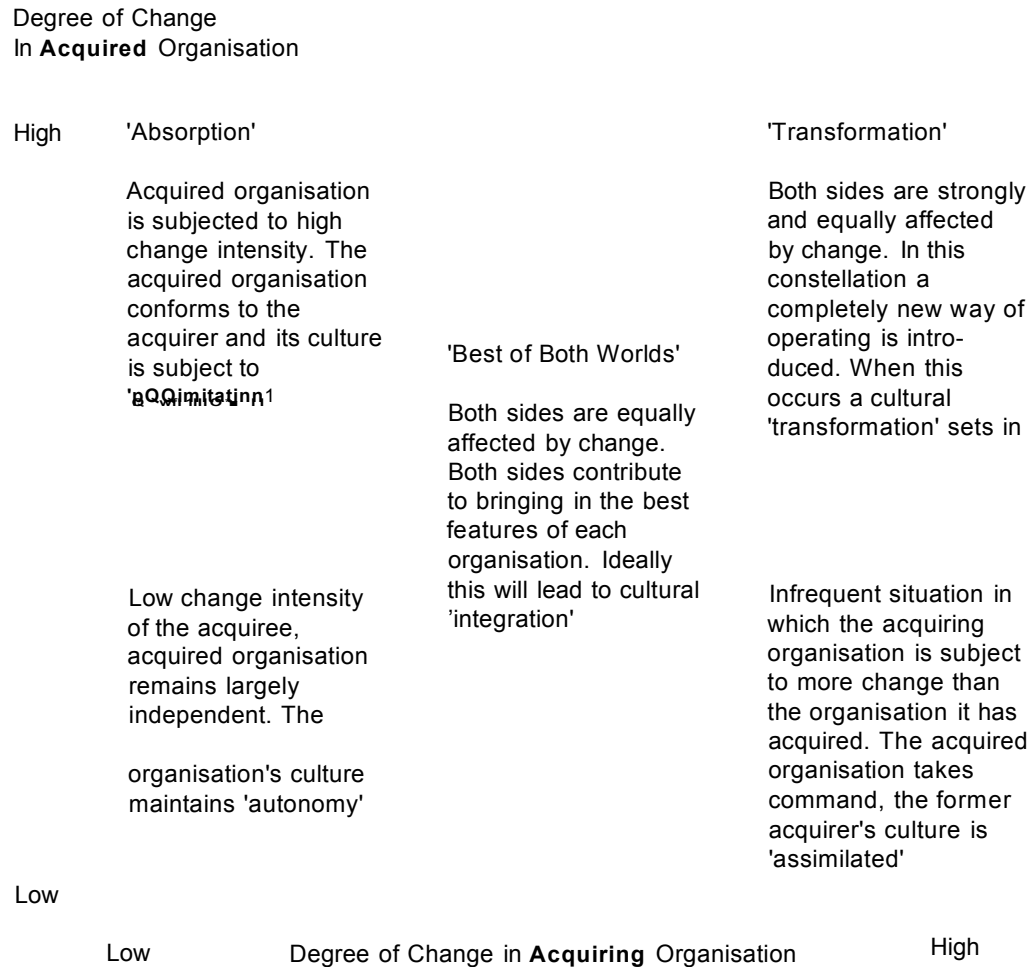 Degree of Change
In Acquired Organisation
High
'Absorption'
Acquired organisation
is subjected to high
change intensity. The
acquired organisation
conforms to the
acquirer and its culture
is subject to
'Transformation'
Both sides are strongly
and equally affected
by change. In this
constellation a
completely new way of
operating is intro-
duced. When this
occurs a cultural
'transformation' sets in
'Best of Both Worlds'
Both sides are equally
affected by change.
Both sides contribute
to bringing in the best
features of each
organisation. Ideally
this will lead to cultural
'integration'
Low change intensity
of the acquiree,
acquired organisation
remains largely
independent. The
organisation's culture
maintains 'autonomy'
Infrequent situation in
which the acquiring
organisation is subject
to more change than
the organisation it has
acquired. The acquired
organisation takes
command, the former
acquirer's culture is
'assimilated'
Low
Low
Degree of Change in Acquiring Organisation
High